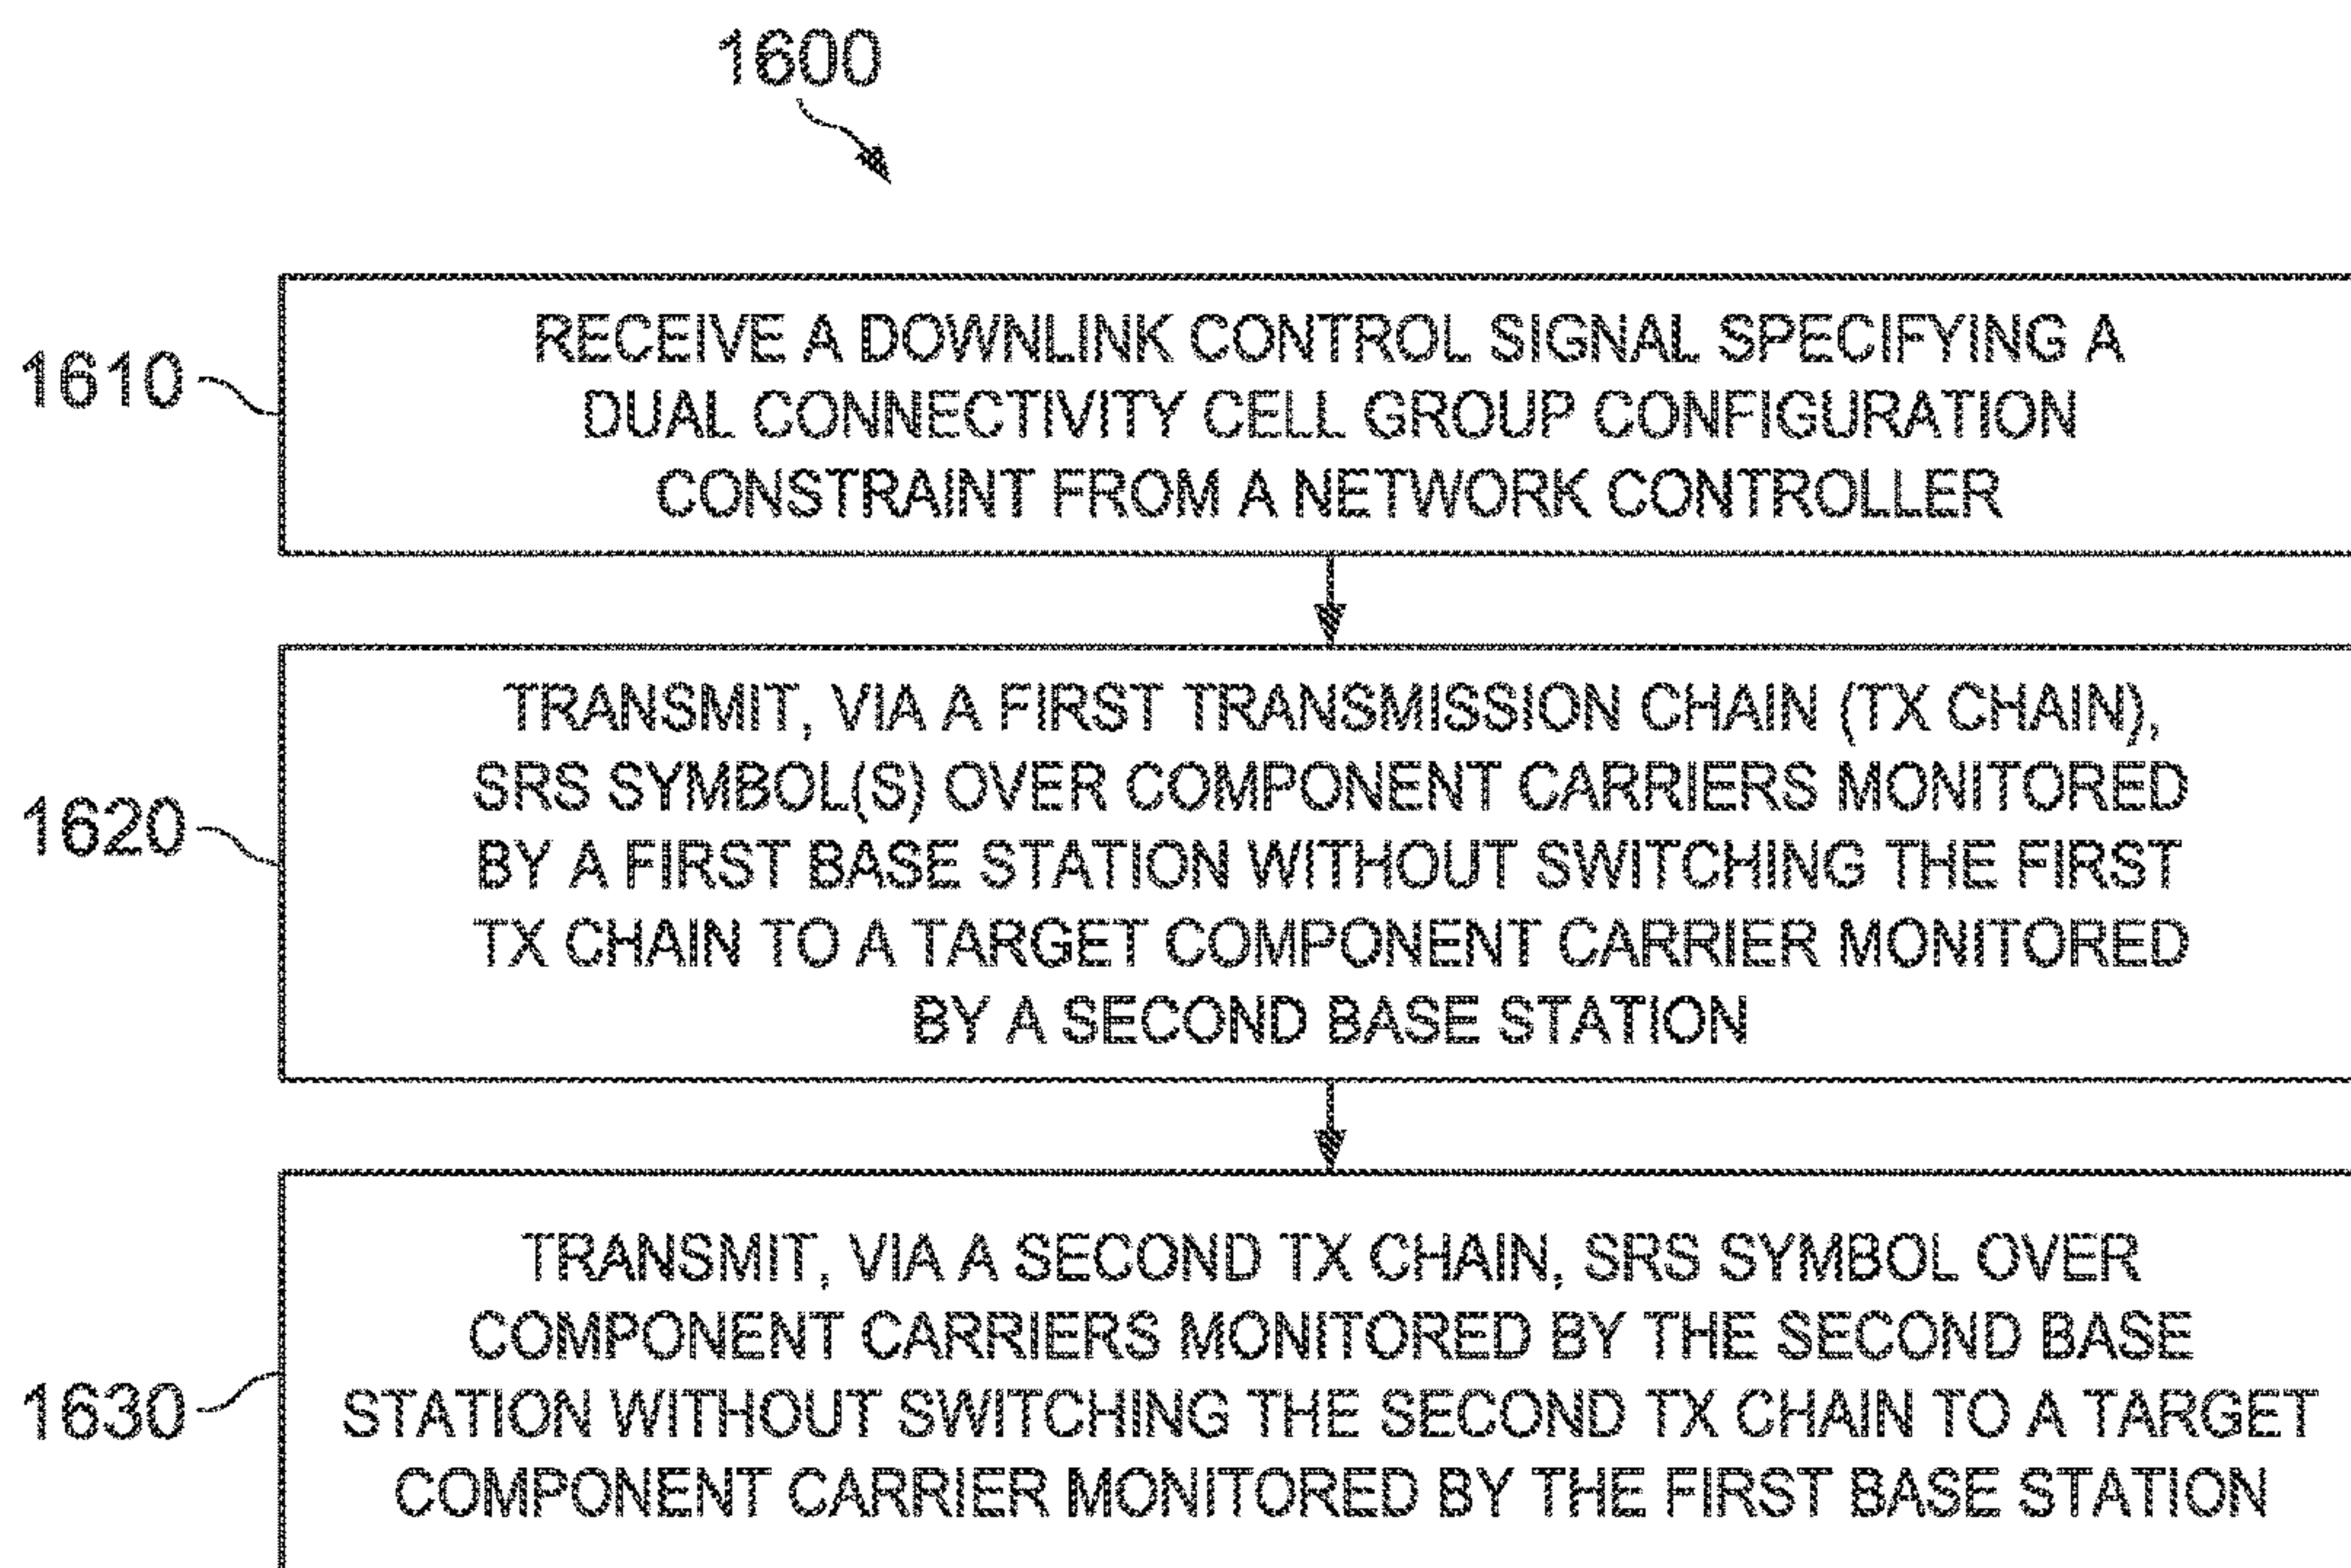 1600
1610
RECEIVE A DOWNLINK CONTROL SIGNAL SPECIFYING A
DUAL CONNECTIVITY CELL GROUP CONFIGURATION
CONSTRAINT FROM A NETWORK CONTROLLER
1620
TRANSMIT, VIA A FIRST TRANSMISSION CHAIN (TX CHAIN),
SRS SYMBOL(S) OVER COMPONENT CARRIERS MONITORED
BY A FIRST BASE STATION WITHOUT SWITCHING THE FIRST
TX CHAIN TO A TARGET COMPONENT CARRIER MONITORED
BY A SECOND BASE STATION
1630
TRANSMIT, VIA A SECOND TX CHAIN, SRS SYMBOL OVER
COMPONENT CARRIERS MONITORED BY THE SECOND BASE
STATION WITHOUT SWITCHING THE SECOND TX CHAIN TO A TARGET
COMPONENT CARRIER MONITORED BY THE FIRST BASE STATION